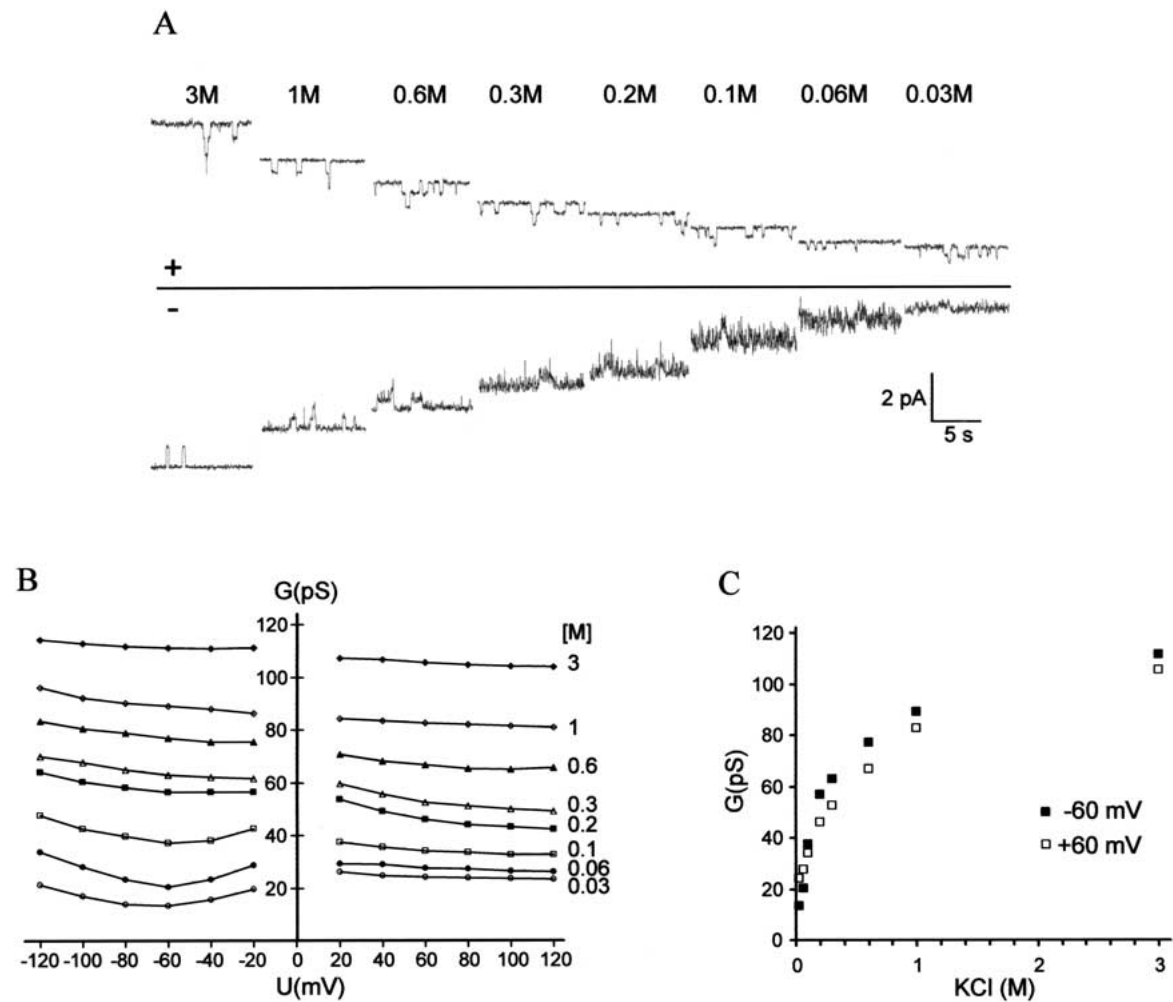 A
3M 1M 0.6M 0.3M 0.2M 0.1M 0.06M 0.03M
+
-
2 pA
5 s
B
G(pS)
120
100
80
60
40
20
[M]
3
1
0.6
0.3
0.2
0.1
0.06
0.03
-120 -100 -80 -60 -40 -20 0 20 40 60 80 100 120
U(mV)
C
G(pS)
120
100
80
60
40
20
0
-60 mV
+60 mV
0 1 2 3
KCl (M)